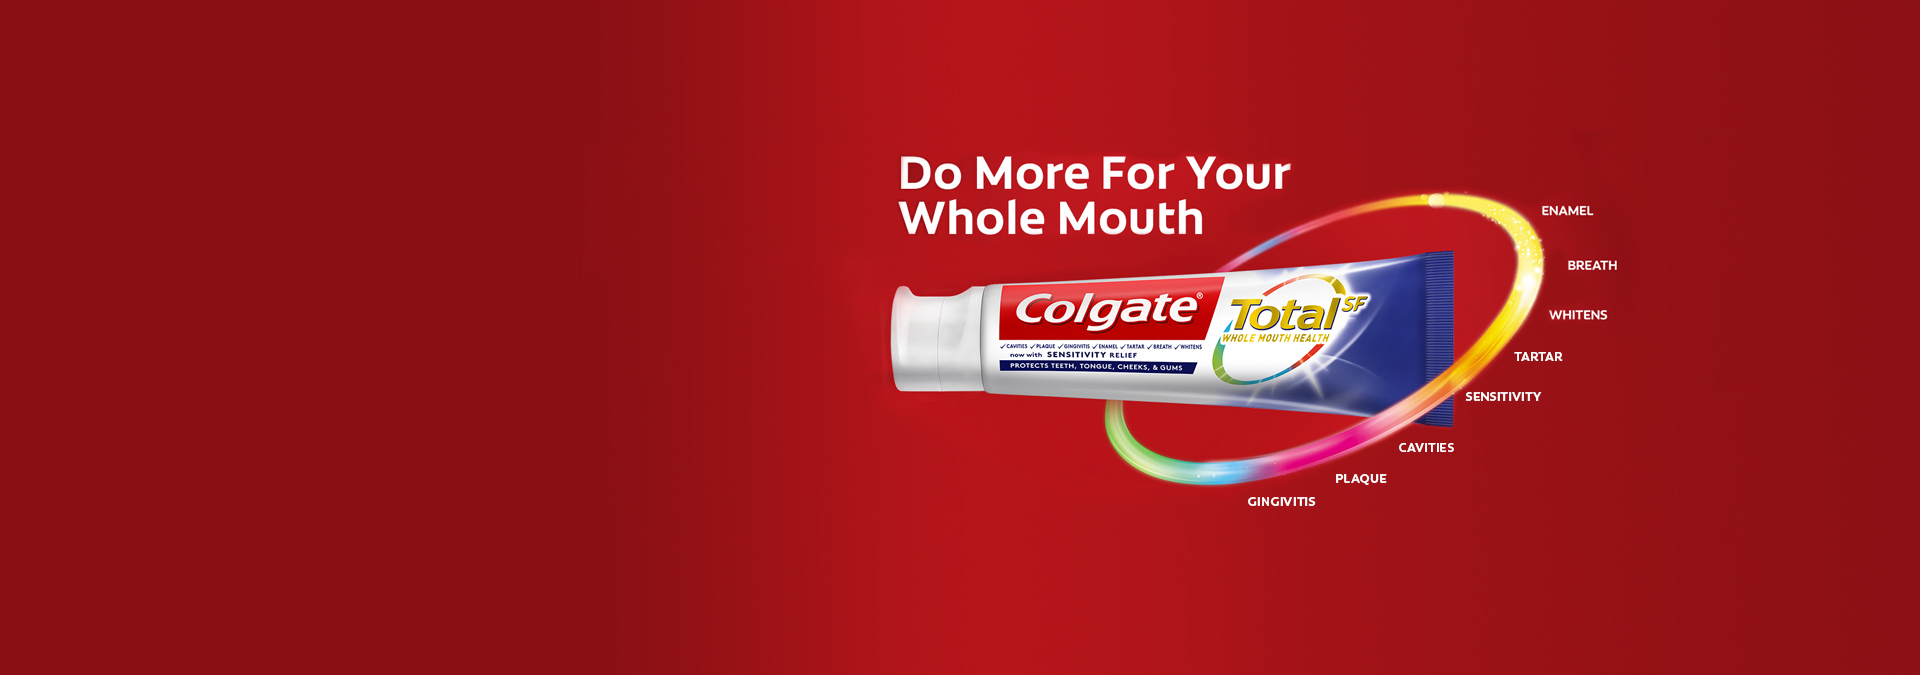 Do More For Your
Whole Mouth
Colgate®
Total SF
WHOLE MOUTH HEALTH
✓CAVITIES ✓PLAQUE ✓GINGIVITIS ✓ENAMEL ✓TARTAR ✓BREATH ✓WHITENS
now with SENSITIVITY RELIEF
PROTECTS TEETH, TONGUE, CHEEKS, & GUMS
ENAMEL
BREATH
WHITENS
TARTAR
SENSITIVITY
CAVITIES
PLAQUE
GINGIVITIS